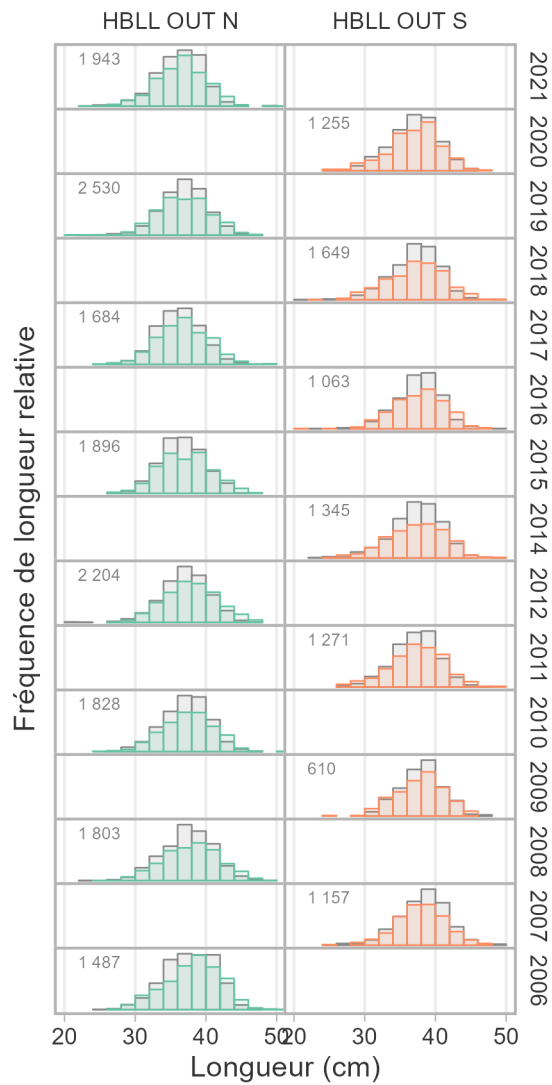 HBLL OUT N HBLL OUT S
1 943 2021
1 255 2020
2 530 2019
1 649 2018
1 684 2017
1 063 2016
1 896 2015
1 345 2014
2 204 2012
1 271 2011
1 828 2010
610 2009
1 803 2008
1 157 2007
1 487 2006
Fréquence de longueur relative
20 30 40 50 20 30 40 50
Longueur (cm)